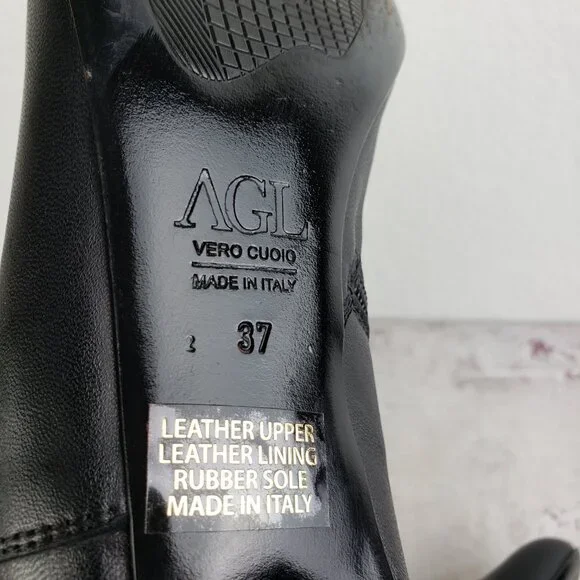 AGL
VERO CUOIO
MADE IN ITALY
37
LEATHER UPPER
LEATHER LINING
RUBBER SOLE
MADE IN ITALY